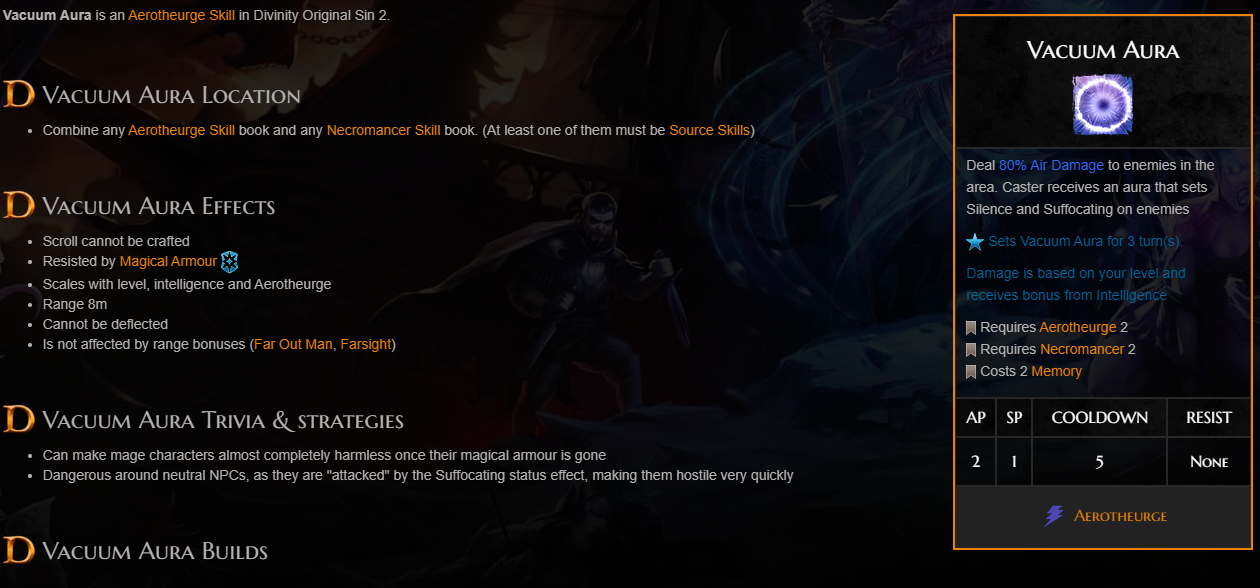 Vacuum Aura is an Aerotheurge Skill in Divinity Original Sin 2.
Vacuum Aura Location
Combine any Aerotheurge Skill book and any Necromancer Skill book. (At least one of them must be Source Skills)
Vacuum Aura Effects
Scroll cannot be crafted
Resisted by Magical Armour
Scales with level, intelligence and Aerotheurge
Range 8m
Cannot be deflected
Is not affected by range bonuses (Far Out Man, Farsight)
Vacuum Aura Trivia & strategies
Can make mage characters almost completely harmless once their magical armour is gone
Dangerous around neutral NPCs, as they are "attacked" by the Suffocating status effect, making them hostile very quickly
Vacuum Aura Builds
Vacuum Aura
Deal 80% Air Damage to enemies in the
area. Caster receives an aura that sets
Silence and Suffocating on enemies
Sets Vacuum Aura for 3 turn(s).
Damage is based on your level and
receives bonus from Intelligence
Requires Aerotheurge 2
Requires Necromancer 2
Costs 2 Memory
AP SP COOLDOWN RESIST
2 1 5 None
Aerotheurge